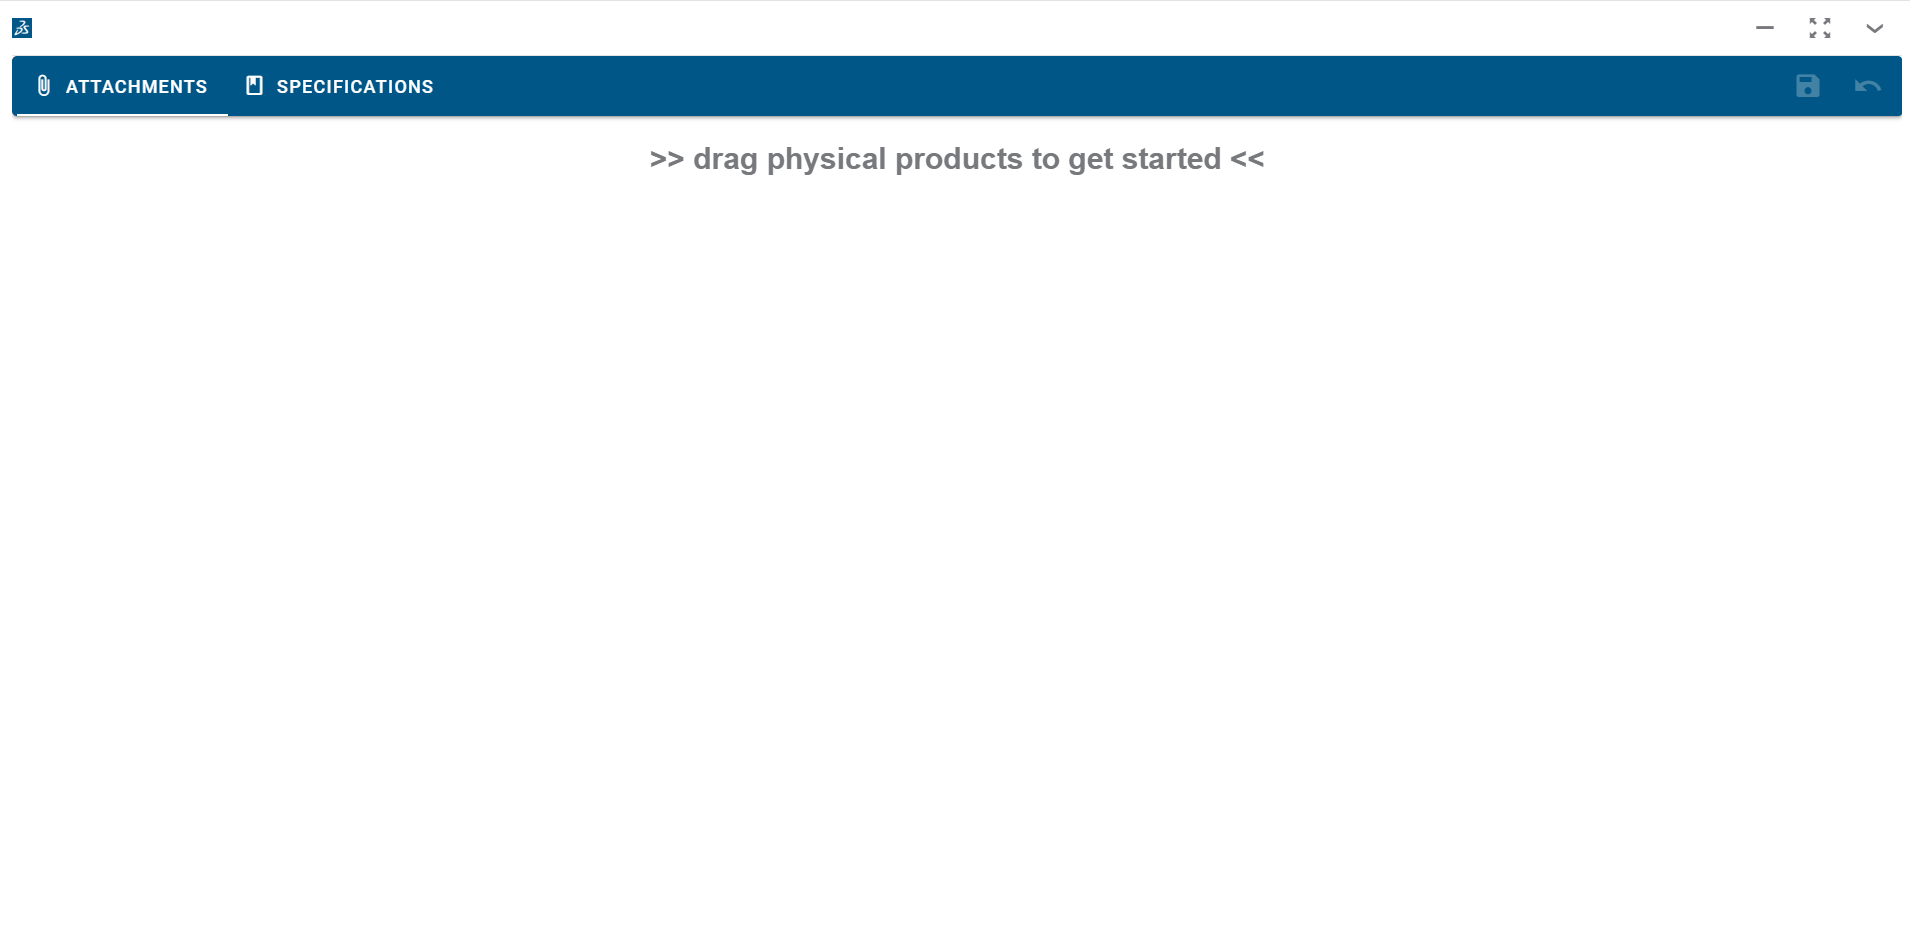 ATTACHMENTS SPECIFICATIONS
>> drag physical products to get started <<